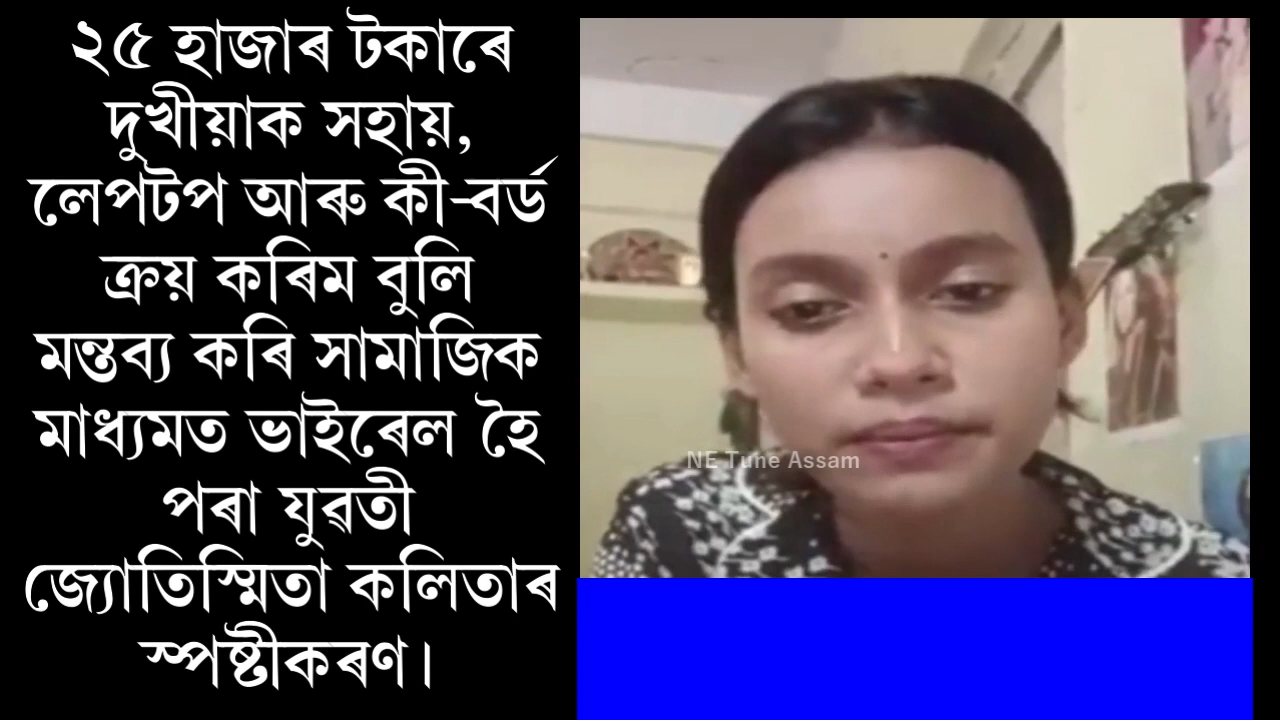 ২৫ হাজাৰ টকাৰে
দুখীয়াক সহায়,
লেপটপ আৰু কী-বৰ্ড
ক্ৰয় কৰিম বুলি
মন্তব্য কৰি সামাজিক
মাধ্যমত ভাইৰেল হৈ
পৰা যুৱতী
জ্যোতিস্মিতা কলিতাৰ
স্পষ্টীকৰণ।
NE Tune Assam